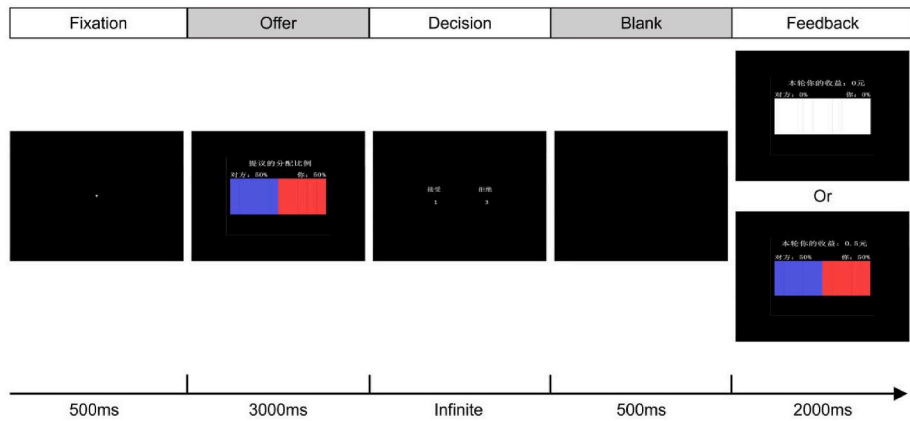 Fixation
Offer
Decision
Blank
Feedback
提议的分配比例
对方：50% 你：50%
接受 拒绝
1 3
本轮你的收益：0元
对方：0% 你：0%
Or
本轮你的收益：0.5元
对方：50% 你：50%
500ms
3000ms
Infinite
500ms
2000ms